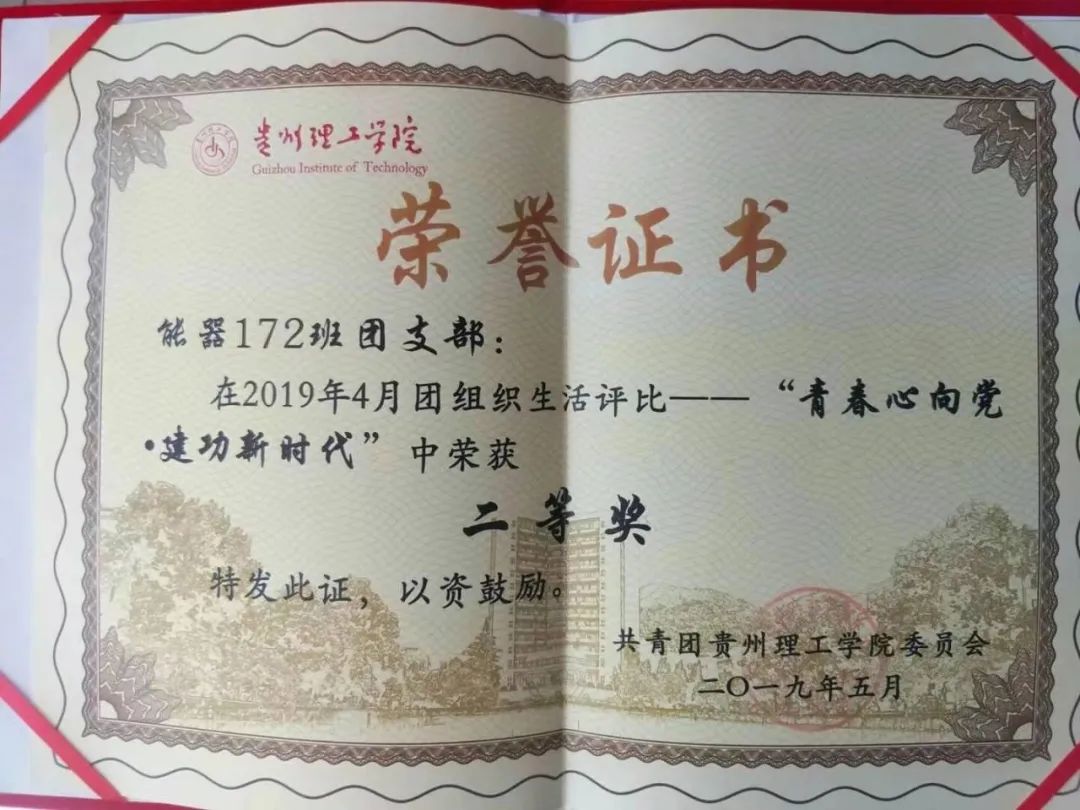 贵州理工学院
Guizhou Institute of Technology
荣誉证书
能器172班团支部：
在2019年4月团组织生活评比——“青春心向党
·建功新时代”中荣获
二等奖
特发此证，以资鼓励。
共青团贵州理工学院委员会
二〇一九年五月